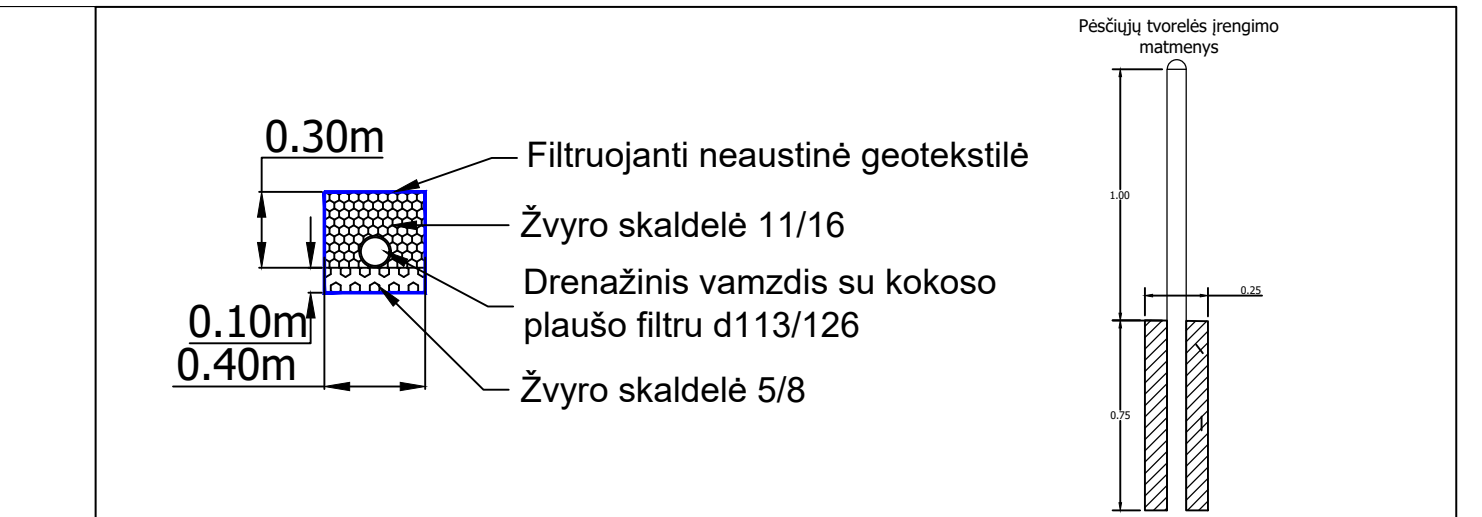 0.30m
Filtruojanti neaustinė geotekstilė
Žvyro skaldelė 11/16
Drenažinis vamzdis su kokoso
plaušo filtru d113/126
0.10m
0.40m
Žvyro skaldelė 5/8
Pėsčiųjų tvorelės įrengimo
matmenys
1.00
0.25
0.75